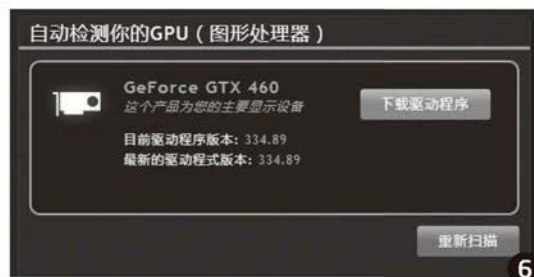 自动检测你的GPU（图形处理器）
GeForce GTX 460
这个产品为您的主要显示设备
下载驱动程序
目前驱动程序版本: 334.89
最新的驱动程式版本: 334.89
重新扫描
6